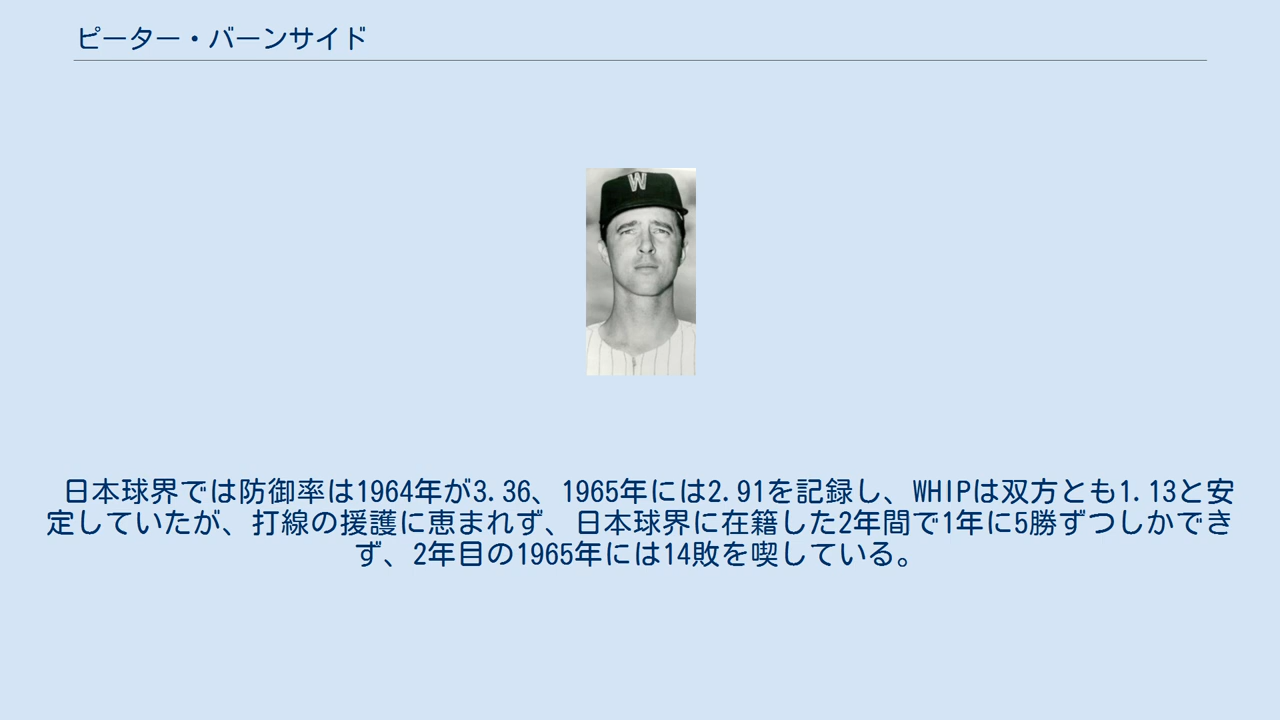 ピーター・バーンサイド
W
日本球界では防御率は1964年が3.36、1965年には2.91を記録し、WHIPは双方とも1.13と安
定していたが、打線の援護に恵まれず、日本球界に在籍した2年間で1年に5勝ずつしかでき
ず、2年目の1965年には14敗を喫している。